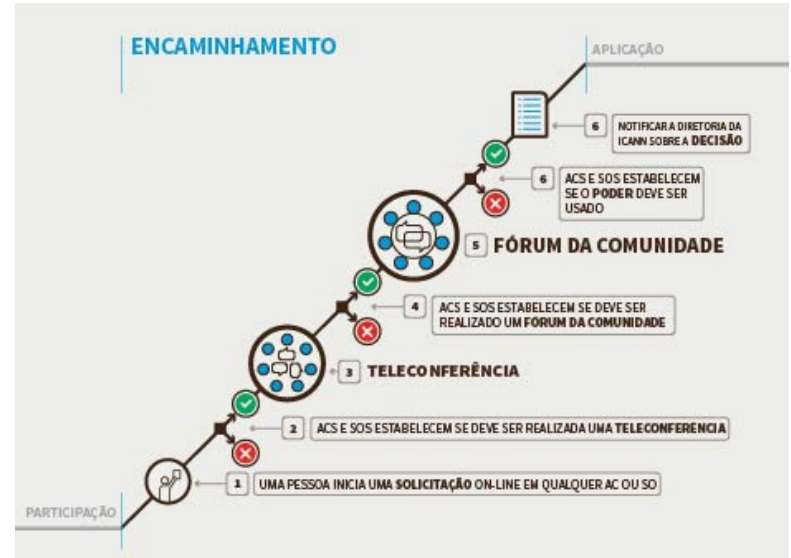 ENCAMINHAMENTO
APLICAÇÃO
6
NOTIFICAR A DIRETORIA DA
ICANN SOBRE A DECISÃO
6
ACS E SOS ESTABELECEM
SE O PODER DEVE SER
USADO
5
FÓRUM DA COMUNIDADE
4
ACS E SOS ESTABELECEM SE DEVE SER
REALIZADO UM FÓRUM DA COMUNIDADE
3
TELECONFERÊNCIA
2
ACS E SOS ESTABELECEM SE DEVE SER REALIZADA UMA TELECONFERÊNCIA
1
UMA PESSOA INICIA UMA SOLICITAÇÃO ON-LINE EM QUALQUER AC OU SO
PARTICIPAÇÃO